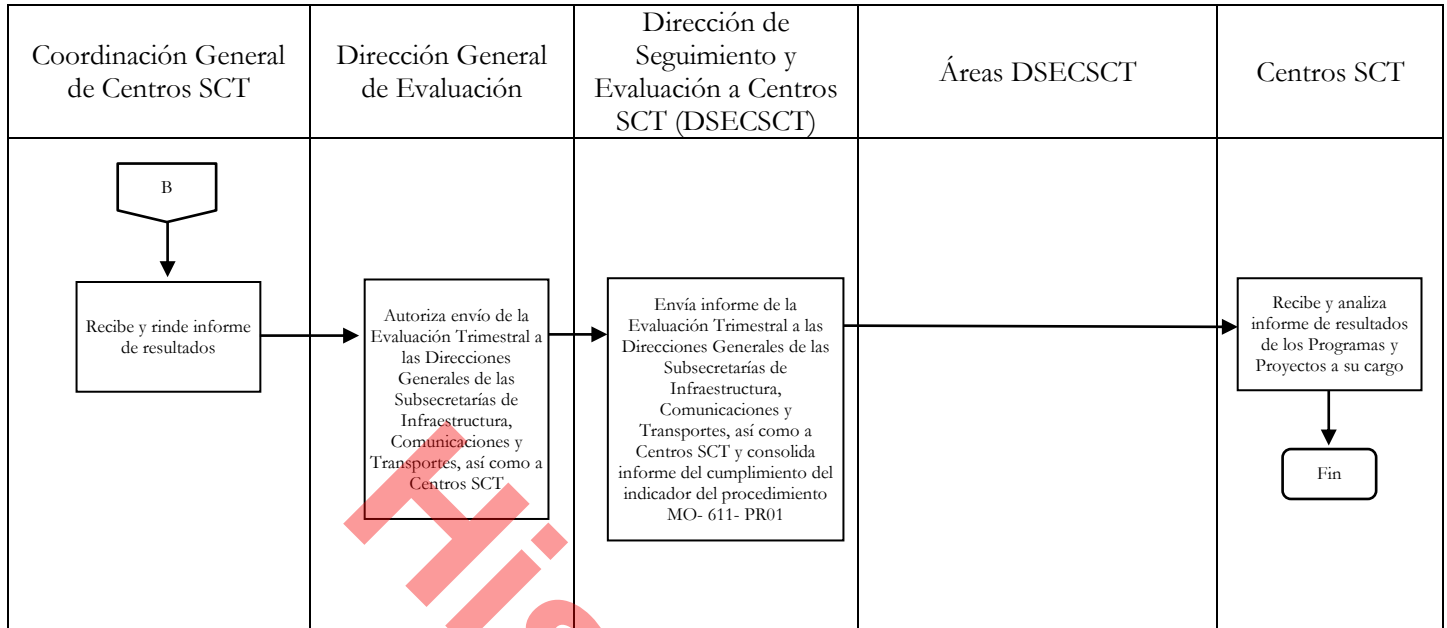 Coordinación General
de Centros SCT
Dirección General
de Evaluación
Dirección de
Seguimiento y
Evaluación a Centros
SCT (DSECSCT)
Áreas DSECSCT
Centros SCT
B
Recibe y rinde informe
de resultados
Autoriza envío de la
Evaluación Trimestral a
las Direcciones
Generales de las
Subsecretarías de
Infraestructura,
Comunicaciones y
Transportes, así como a
Centros SCT
Envía informe de la
Evaluación Trimestral a las
Direcciones Generales de las
Subsecretarías de
Infraestructura,
Comunicaciones y
Transportes, así como a
Centros SCT y consolida
informe del cumplimiento del
indicador del procedimiento
MO- 611- PR01
Recibe y analiza
informe de resultados
de los Programas y
Proyectos a su cargo
Fin